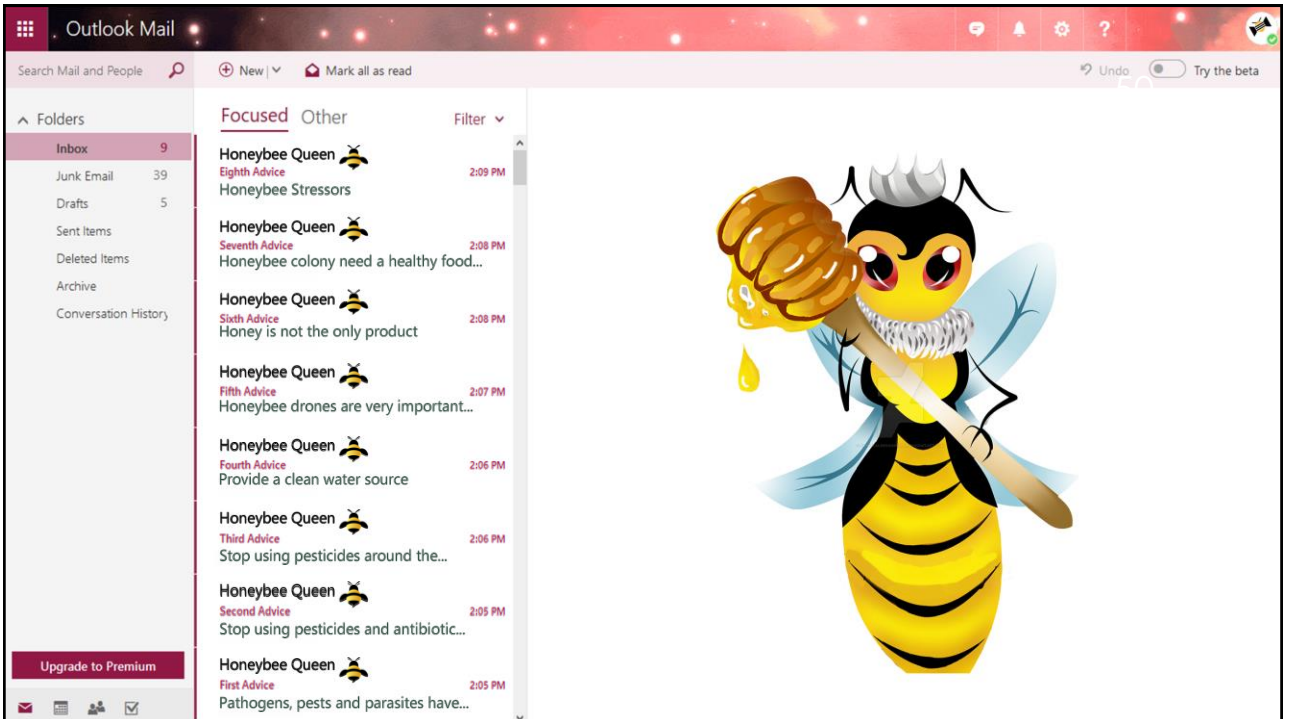 Outlook Mail
?
Search Mail and People
New
Mark all as read
Undo
Try the beta
50
Folders
Inbox 9
Junk Email 39
Drafts 5
Sent Items
Deleted Items
Archive
Conversation History
Upgrade to Premium
Focused Other Filter
Honeybee Queen
Eighth Advice 2:09 PM
Honeybee Stressors
Honeybee Queen
Seventh Advice 2:08 PM
Honeybee colony need a healthy food...
Honeybee Queen
Sixth Advice 2:08 PM
Honey is not the only product
Honeybee Queen
Fifth Advice 2:07 PM
Honeybee drones are very important...
Honeybee Queen
Fourth Advice 2:06 PM
Provide a clean water source
Honeybee Queen
Third Advice 2:06 PM
Stop using pesticides around the...
Honeybee Queen
Second Advice 2:05 PM
Stop using pesticides and antibiotic...
Honeybee Queen
First Advice 2:05 PM
Pathogens, pests and parasites have...